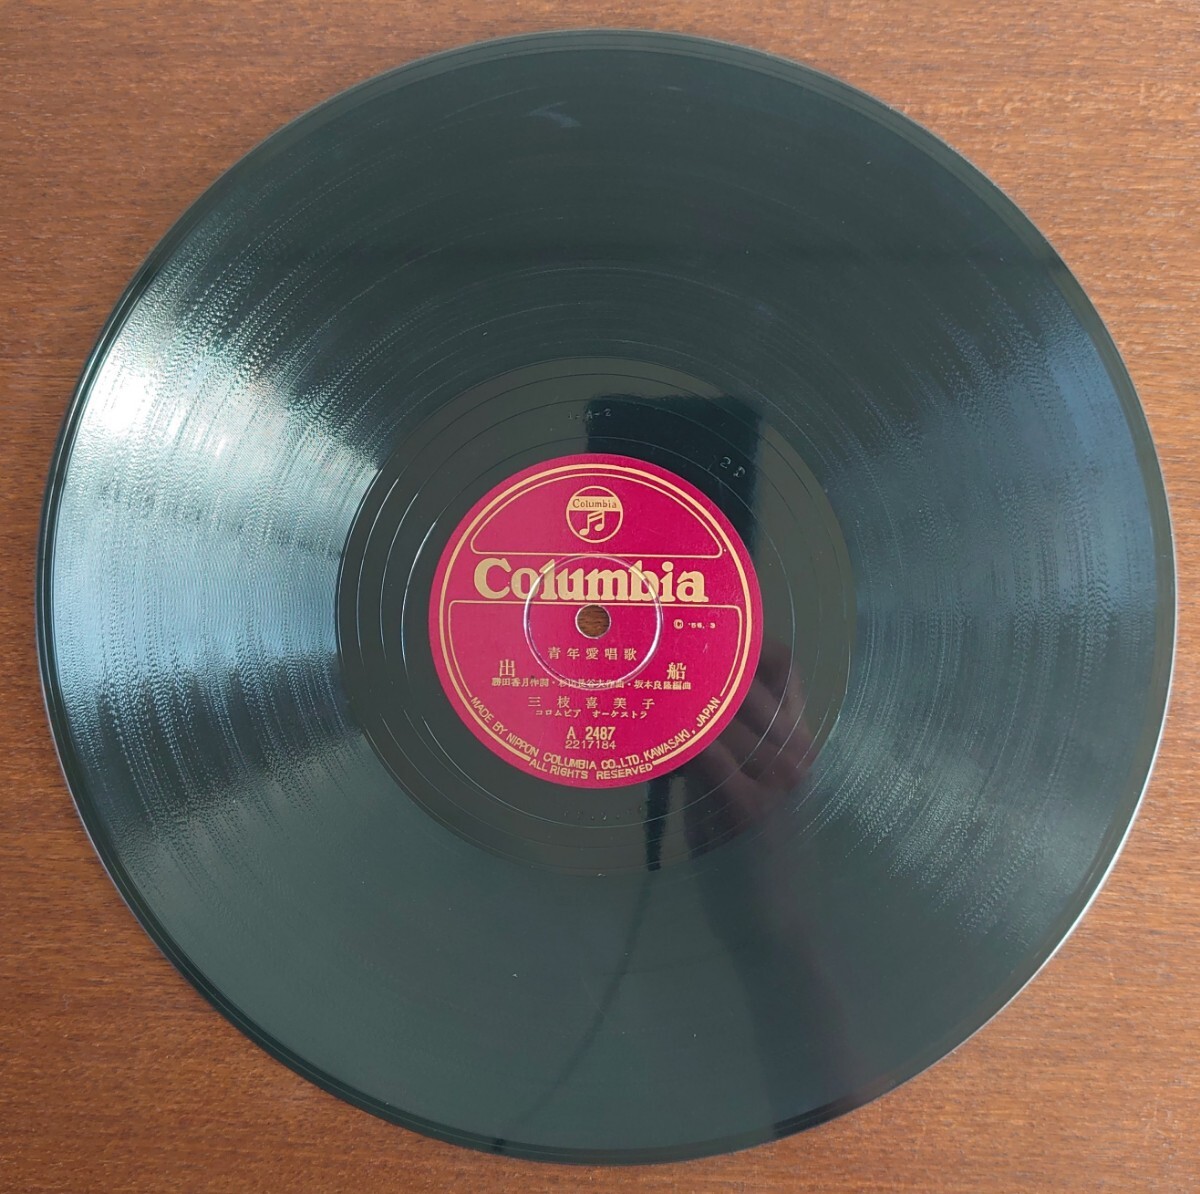 1-A-2
2
Columbia
Columbia
© '56. 3
青年愛唱歌
出船
勝田香月作詞・杉山長谷夫作曲・坂本良隆編曲
三枝喜美子
コロムビア オーケストラ
A 2487
2217184
MADE BY NIPPON COLUMBIA CO., LTD. KAWASAKI, JAPAN
ALL RIGHTS RESERVED